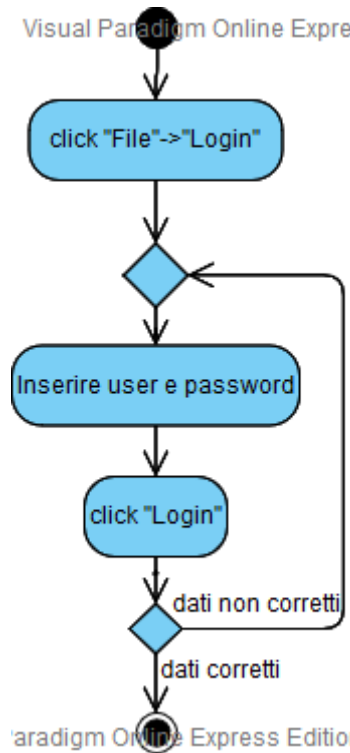 Visual Paradigm Online Expre
click "File"->"Login"
Inserire user e password
click "Login"
dati non corretti
dati corretti
aradigm Online Express Editio